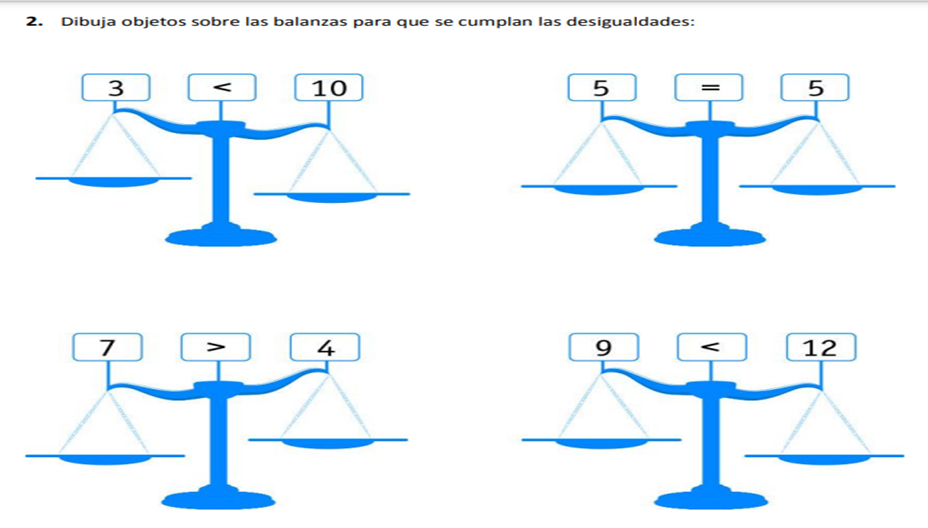 2. Dibuja objetos sobre las balanzas para que se cumplan las desigualdades:
3 < 10
5 = 5
7 > 4
9 < 12